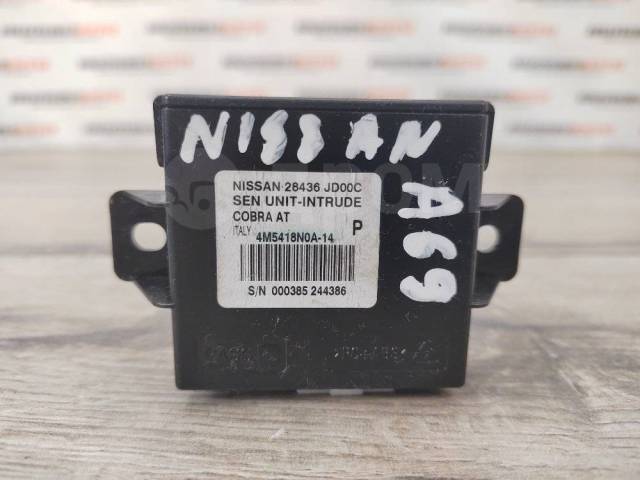 NISSAN
A69
NISSAN 28436 JD00C
SEN UNIT-INTRUDE
COBRA AT
ITALY
4M5418N0A-14
P
S/N 000385 244386